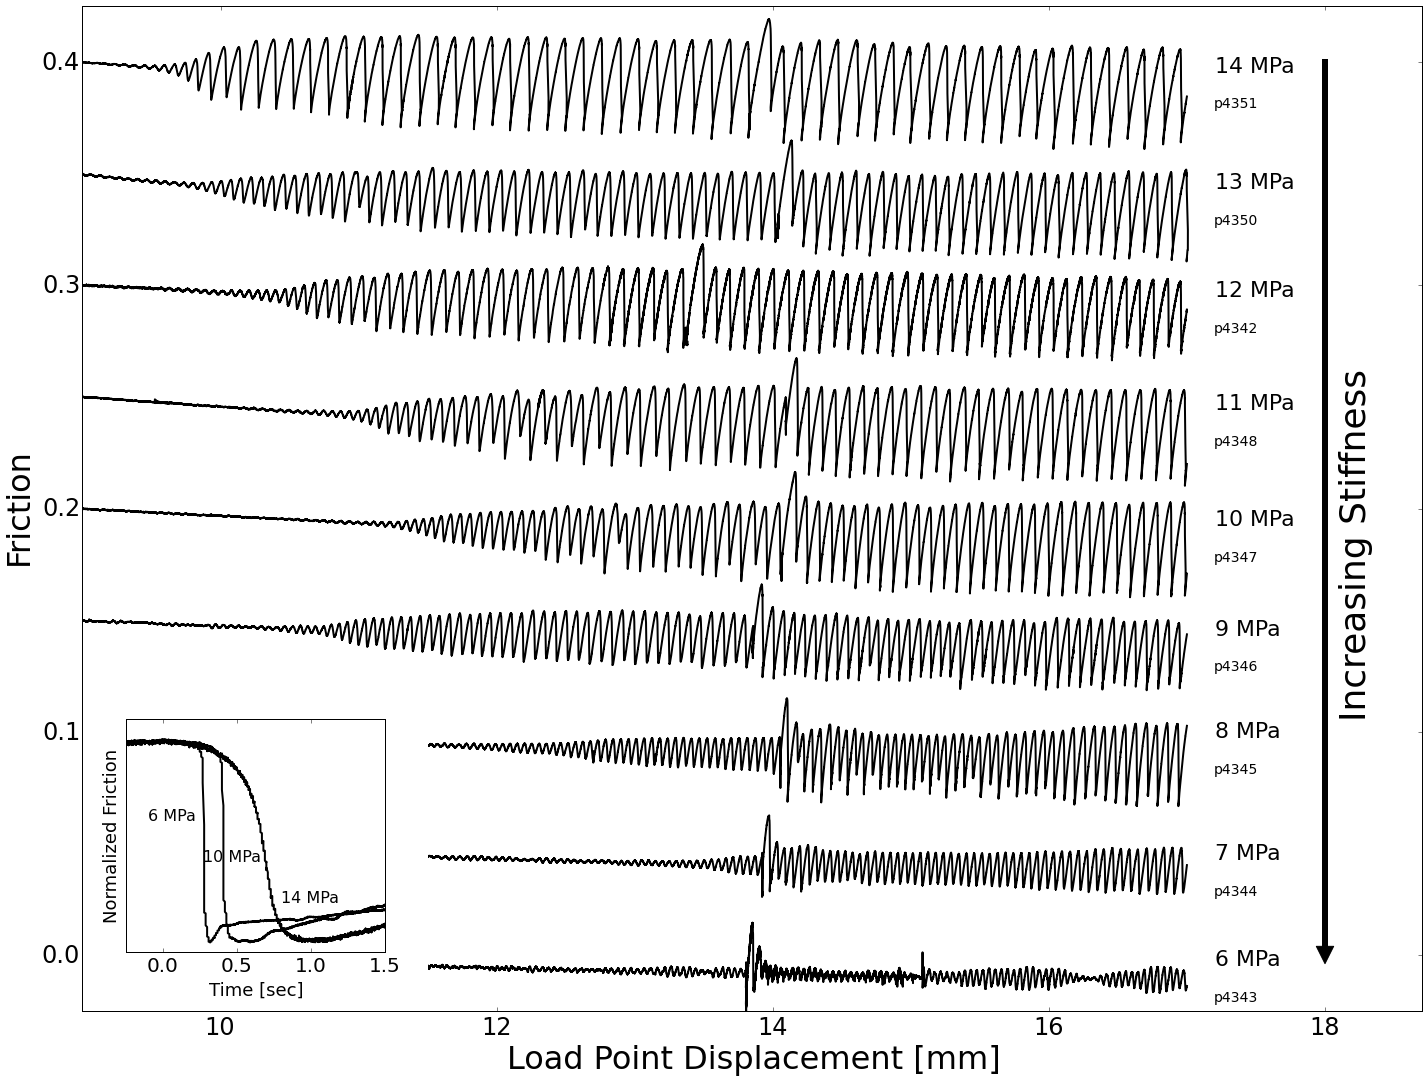 0.4
0.3
0.2
0.1
0.0
Friction
14 MPa
p4351
13 MPa
p4350
12 MPa
p4342
11 MPa
p4348
10 MPa
p4347
9 MPa
p4346
8 MPa
p4345
7 MPa
p4344
6 MPa
p4343
Increasing Stiffness
Normalized Friction
6 MPa
10 MPa
14 MPa
0.0 0.5 1.0 1.5
Time [sec]
10 12 14 16 18
Load Point Displacement [mm]